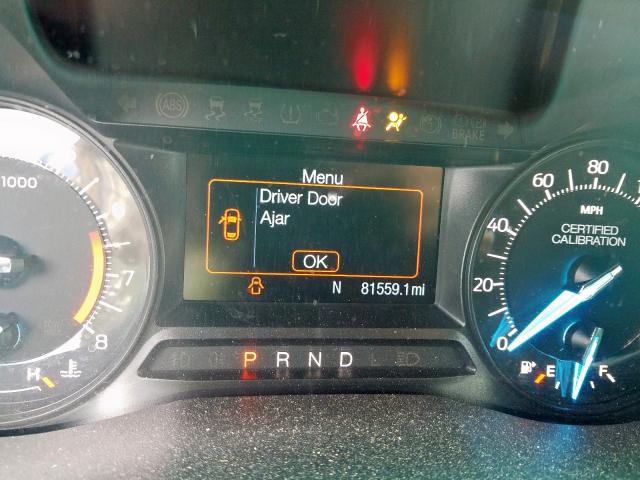 ABS
BRAKE
Menu
Driver Door
Ajar
OK
N 81559.1mi
P R N D
1000
7
8
H
0
20
40
60
80
MPH
CERTIFIED
CALIBRATION
E F